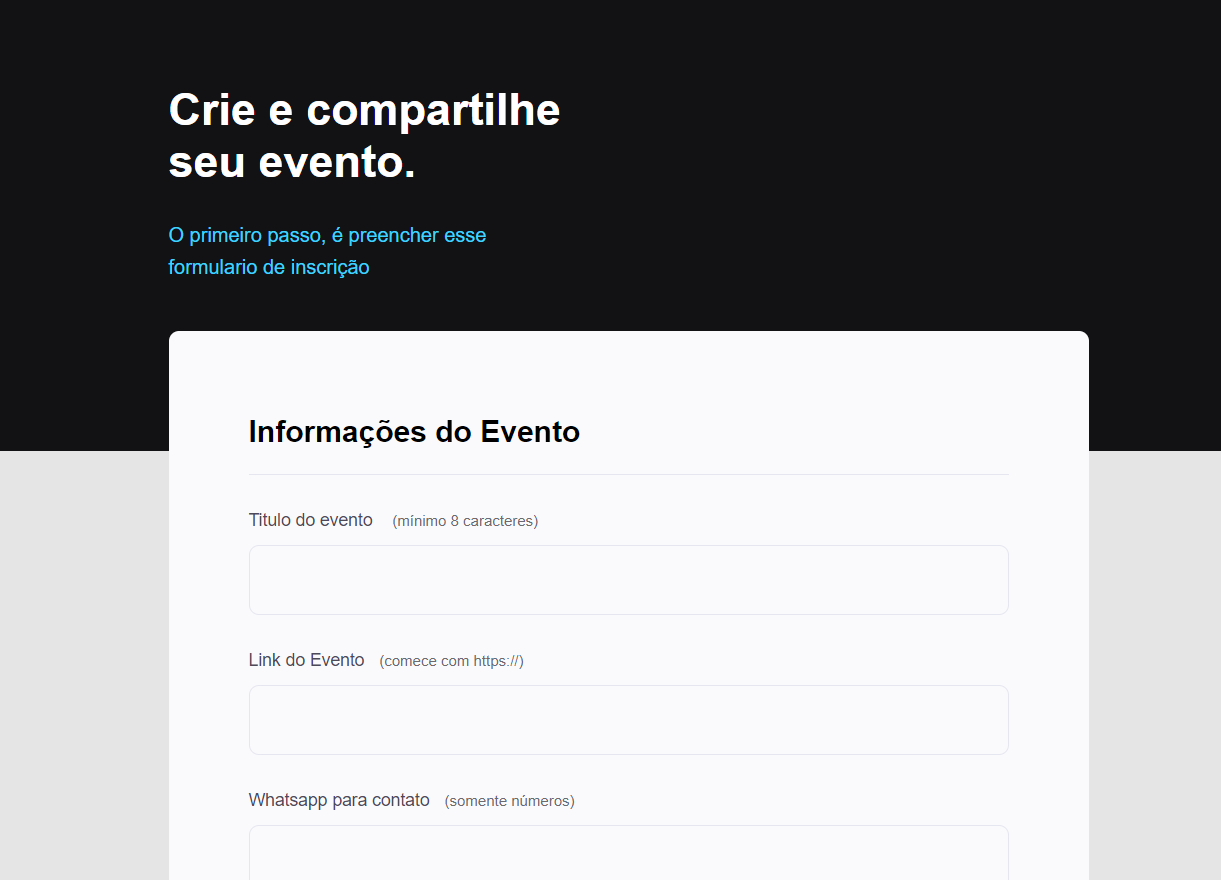 Crie e compartilhe
seu evento.
O primeiro passo, é preencher esse
formulario de inscrição
Informações do Evento
Titulo do evento (mínimo 8 caracteres)
Link do Evento (comece com https://)
Whatsapp para contato (somente números)